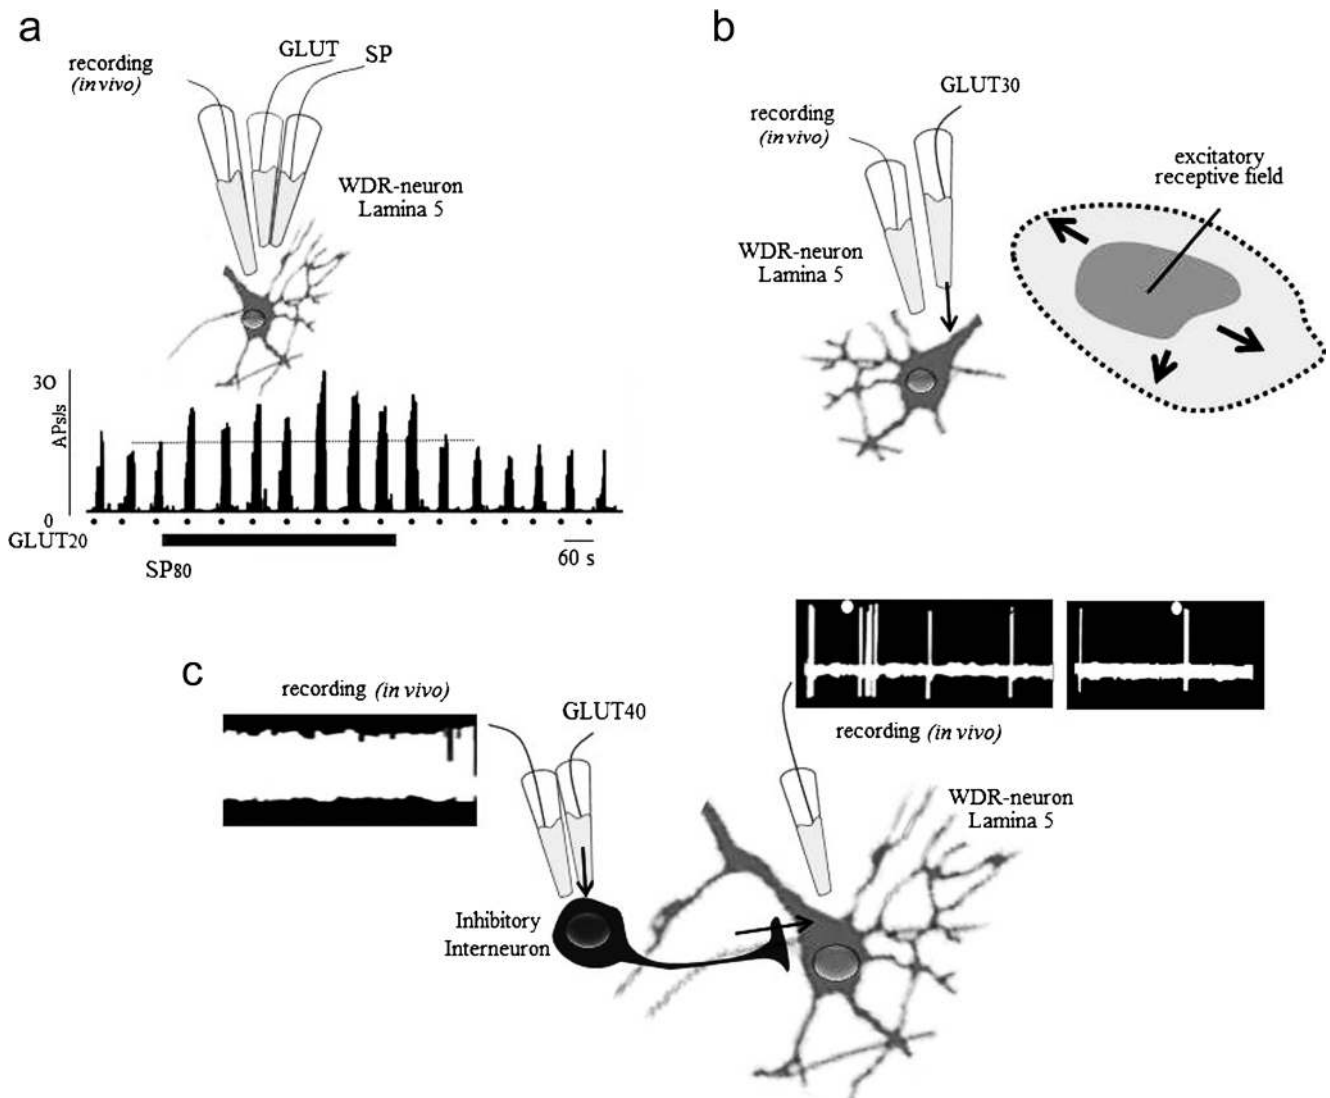 a
GLUT
SP
recording
(in vivo)
WDR-neuron
Lamina 5
30
APs/s
0
GLUT20
SP80
60 s
b
GLUT30
recording
(in vivo)
WDR-neuron
Lamina 5
excitatory
receptive field
c
recording (in vivo)
GLUT40
Inhibitory
Interneuron
recording (in vivo)
WDR-neuron
Lamina 5